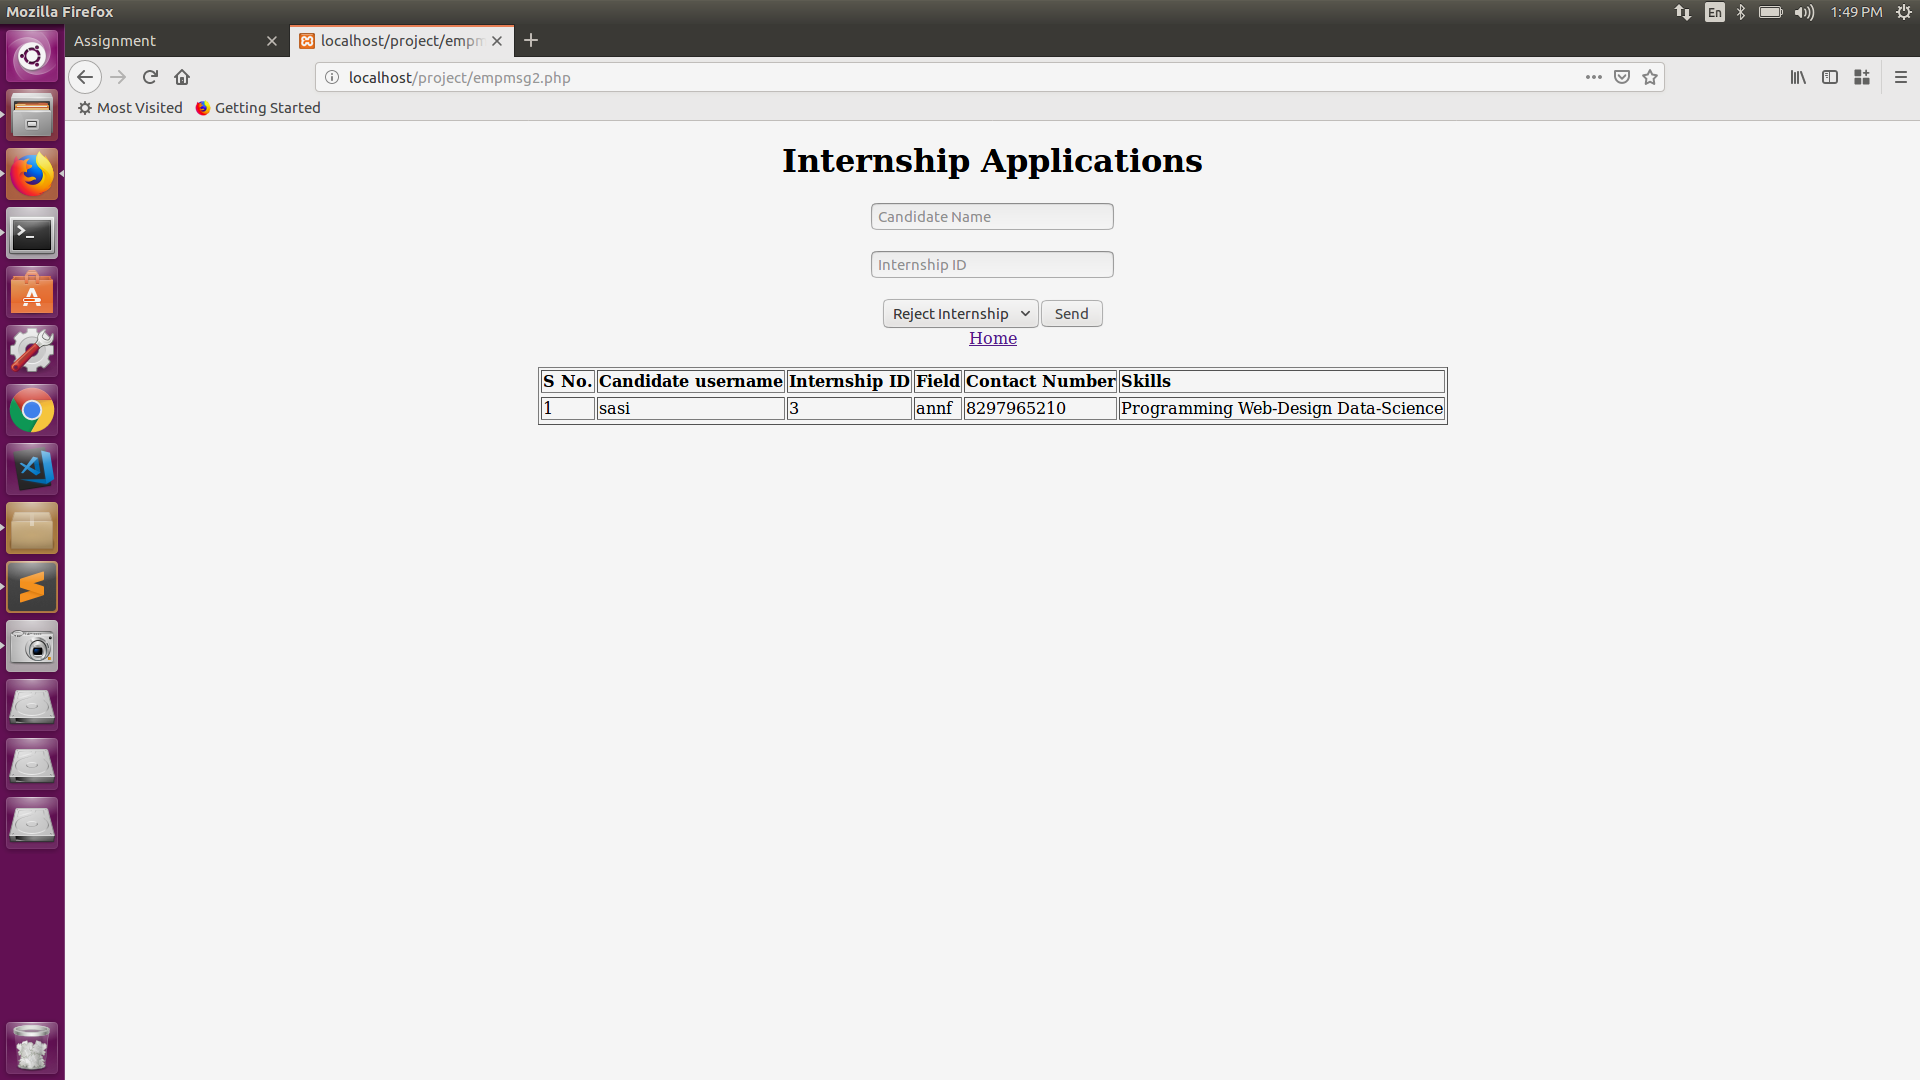 Mozilla Firefox
En
1:49 PM
Assignment
localhost/project/empm
localhost/project/empmsg2.php
Most Visited
Getting Started
Internship Applications
Candidate Name
Internship ID
Reject Internship
Send
Home
S No. Candidate username Internship ID Field Contact Number Skills
1 sasi 3 annf 8297965210 Programming Web-Design Data-Science